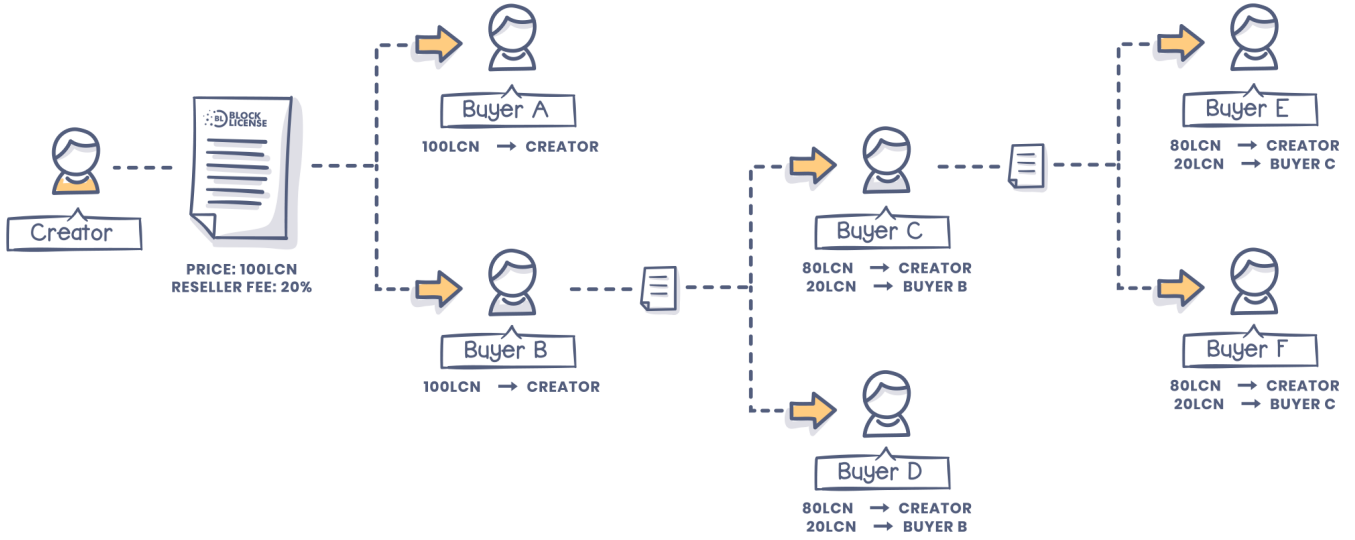 BL BLOCK
LICENSE
Creator
PRICE: 100LCN
RESELLER FEE: 20%
Buyer A
100LCN → CREATOR
Buyer B
100LCN → CREATOR
Buyer C
80LCN → CREATOR
20LCN → BUYER B
Buyer D
80LCN → CREATOR
20LCN → BUYER B
Buyer E
80LCN → CREATOR
20LCN → BUYER C
Buyer F
80LCN → CREATOR
20LCN → BUYER C